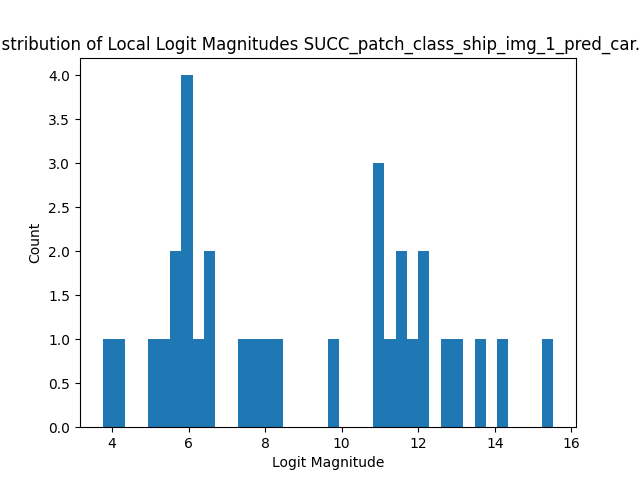 stribution of Local Logit Magnitudes SUCC_patch_class_ship_img_1_pred_car.
4.0
3.5
3.0
2.5
2.0
1.5
1.0
0.5
0.0
Count
4 6 8 10 12 14 16
Logit Magnitude